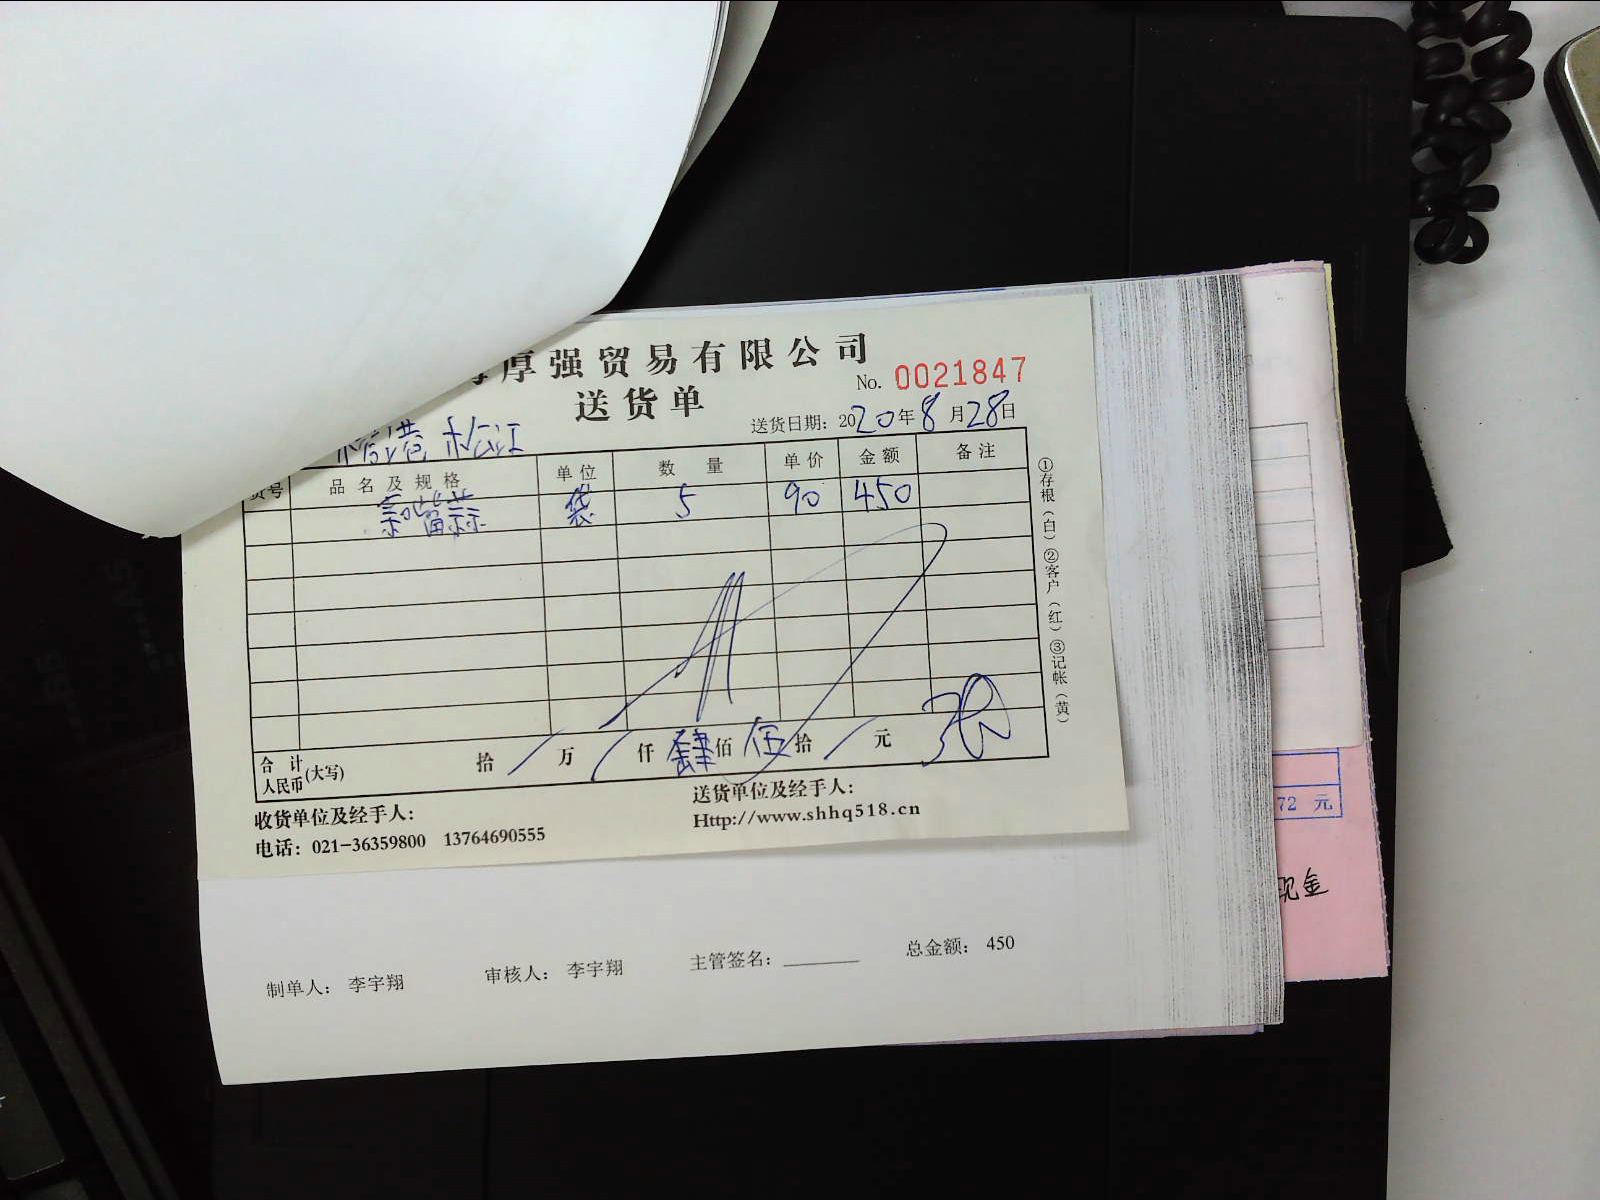 厚强贸易有限公司
No. 0021847
送货单
送货日期: 2020年8月28日
松江
货号 品名及规格 单位 数量 单价 金额 备注
袋 5 90 450
①存根(白)②客户(红)③记帐(黄)
合计人民币(大写) 拾 / 万 / 仟 肆 佰 伍 拾 / 元
收货单位及经手人:
送货单位及经手人:
电话: 021-36359800 13764690555
Http://www.shhq518.cn
72 元
现金
制单人: 李宇翔 审核人: 李宇翔 主管签名: 总金额: 450